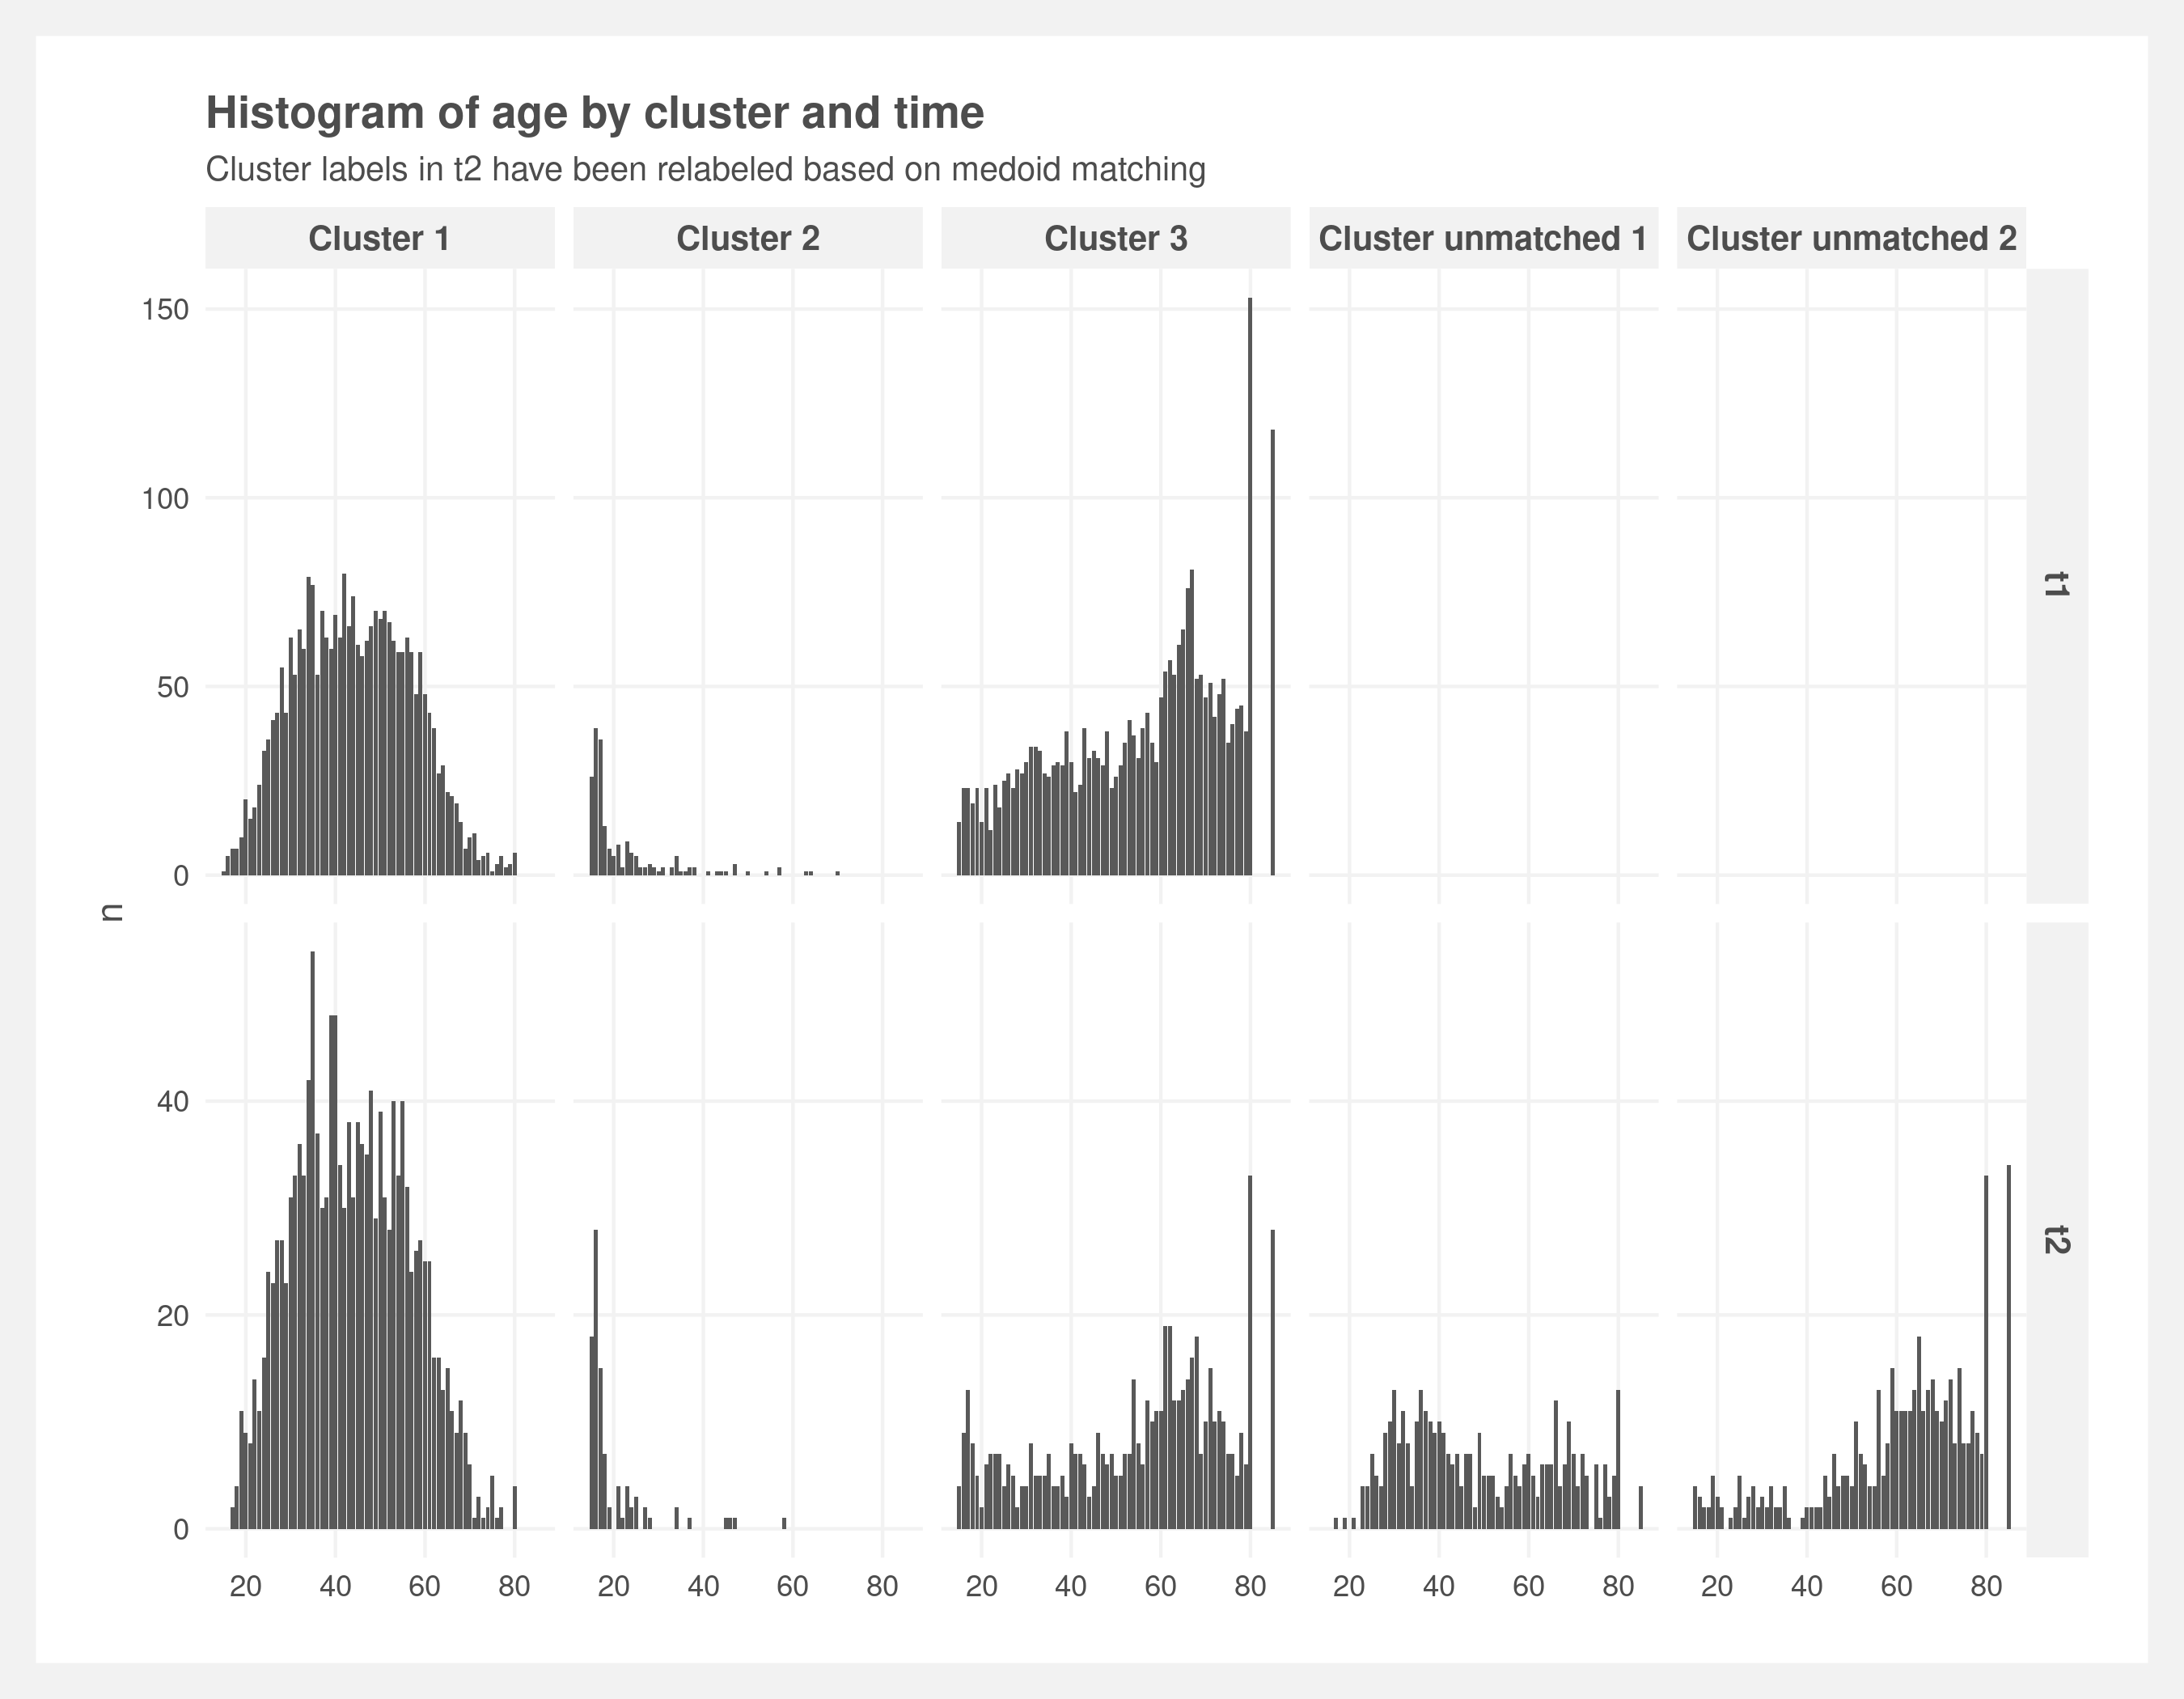 Histogram of age by cluster and time
Cluster labels in t2 have been relabeled based on medoid matching
Cluster 1 Cluster 2 Cluster 3 Cluster unmatched 1 Cluster unmatched 2
150
100
50
0
t1
n
40
20
0
t2
20 40 60 80 20 40 60 80 20 40 60 80 20 40 60 80 20 40 60 80